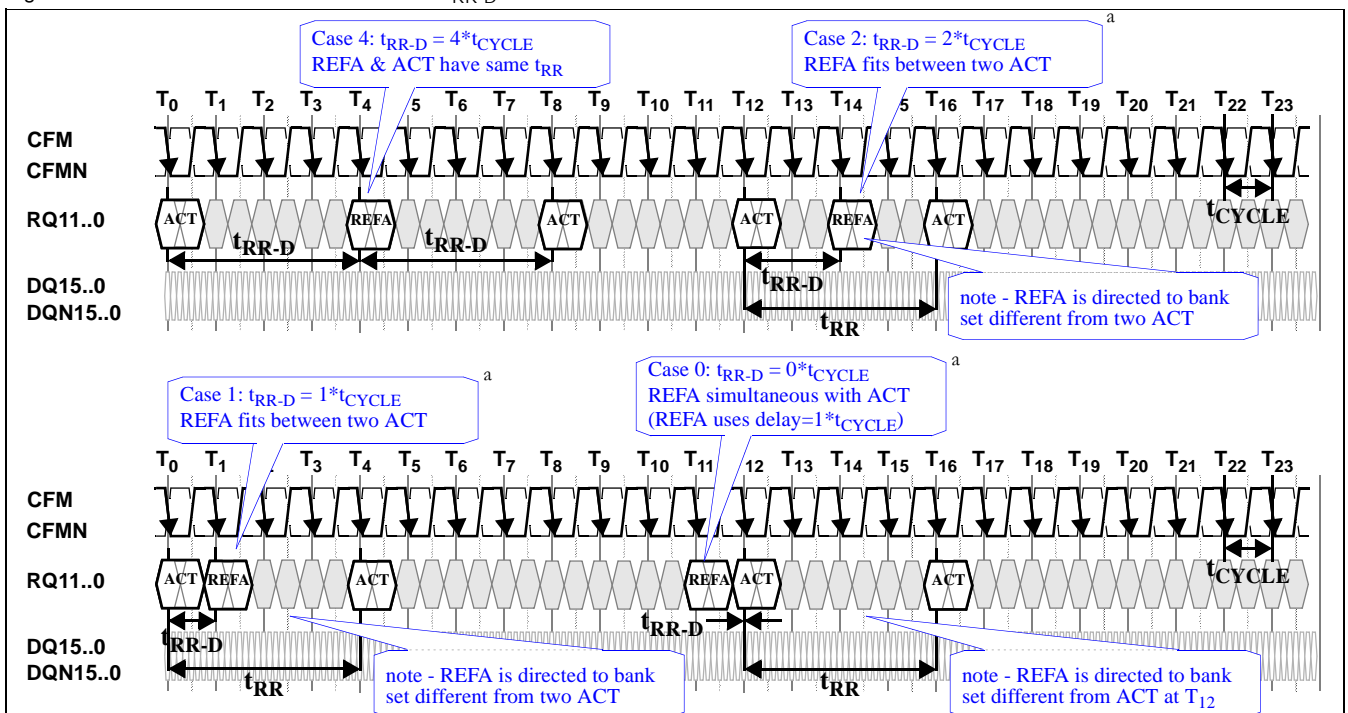 RR-D
Case 4: tRR-D = 4*tCYCLE
REFA & ACT have same tRR
Case 2: tRR-D = 2*tCYCLE
REFA fits between two ACT
a
T0 T1 T2 T3 T4 5 T6 T7 T8 T9 T10 T11 T12 T13 T14 5 T16 T17 T18 T19 T20 T21 T22 T23
CFM
CFMN
RQ11..0
ACT REFA ACT ACT REFA ACT
tCYCLE
tRR-D tRR-D tRR-D
tRR
DQ15..0
DQN15..0
note - REFA is directed to bank
set different from two ACT
Case 1: tRR-D = 1*tCYCLE
REFA fits between two ACT
a
Case 0: tRR-D = 0*tCYCLE
REFA simultaneous with ACT
(REFA uses delay=1*tCYCLE)
a
T0 T1 T3 T4 T5 T6 T7 T8 T9 T10 T11 12 T13 T14 T15 T16 T17 T18 T19 T20 T21 T22 T23
CFM
CFMN
RQ11..0
ACT REFA ACT REFA ACT ACT
tCYCLE
tRR-D tRR-D
tRR tRR
DQ15..0
DQN15..0
note - REFA is directed to bank
set different from two ACT
note - REFA is directed to bank
set different from ACT at T12